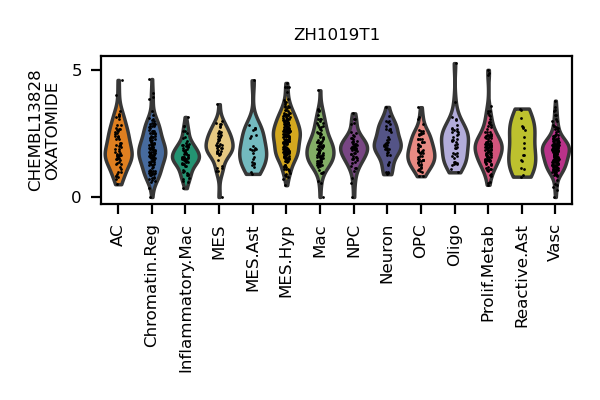 ZH1019T1
CHEMBL13828
OXATOMIDE
5
0
AC
Chromatin.Reg
Inflammatory.Mac
MES
MES.Ast
MES.Hyp
Mac
NPC
Neuron
OPC
Oligo
Prolif.Metab
Reactive.Ast
Vasc